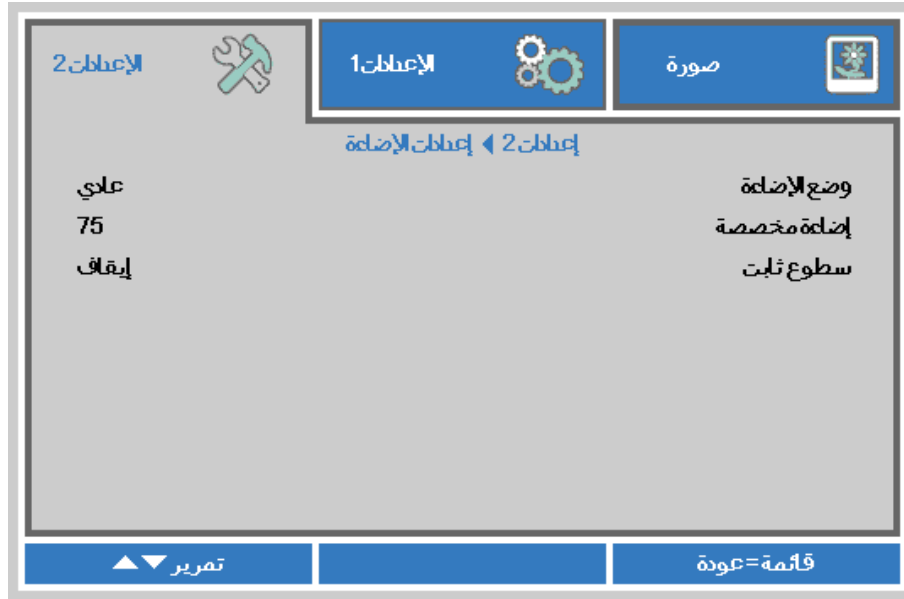 صورة
الإعدادات1
الإعدادات2
إعدادات 2 ◀ إعدادات الإضاءة
وضع الإضاءة عادي
إضاءة مخصصة 75
سطوع ثابت إيقاف
قائمة=عودة
تمرير ▼▲